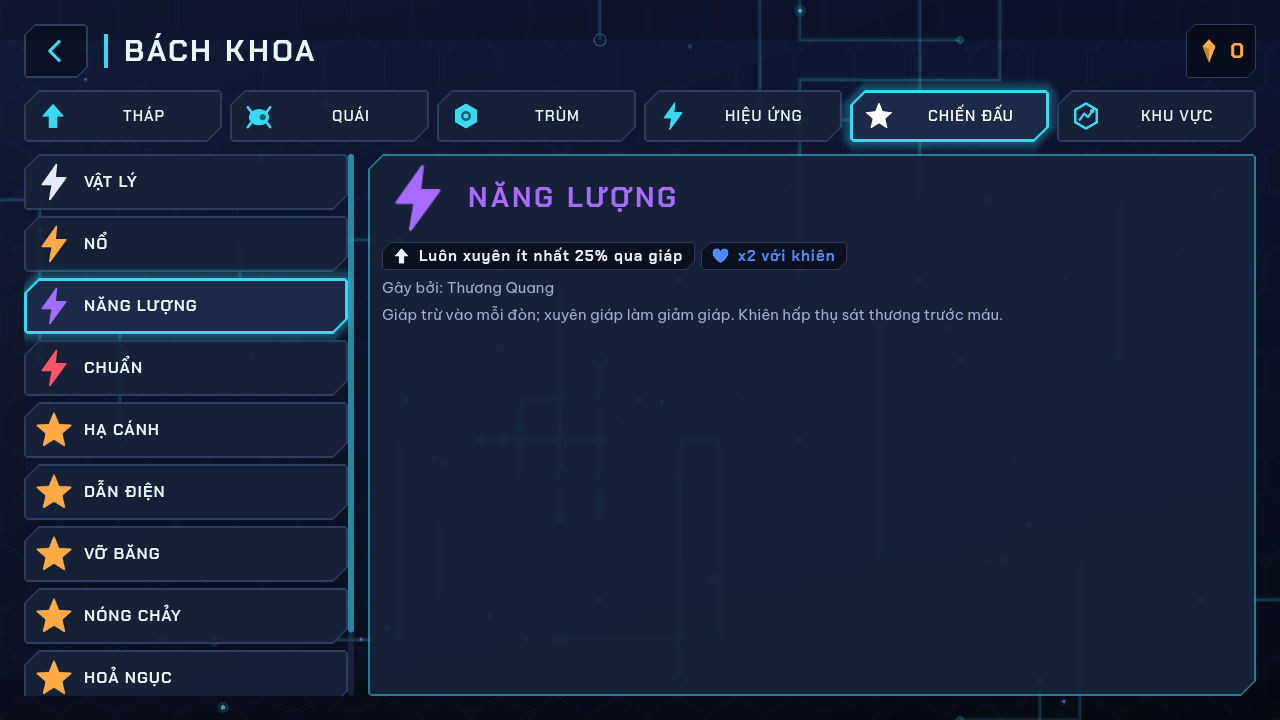 BÁCH KHOA
0
THÁP
QUÁI
TRÙM
HIỆU ỨNG
CHIẾN ĐẤU
KHU VỰC
VẬT LÝ
NỔ
NĂNG LƯỢNG
CHUẨN
HẠ CÁNH
DẪN ĐIỆN
VỠ BĂNG
NÓNG CHẢY
HOẢ NGỤC
NĂNG LƯỢNG
Luôn xuyên ít nhất 25% qua giáp
x2 với khiên
Gây bởi: Thương Quang
Giáp trừ vào mỗi đòn; xuyên giáp làm giảm giáp. Khiên hấp thụ sát thương trước máu.